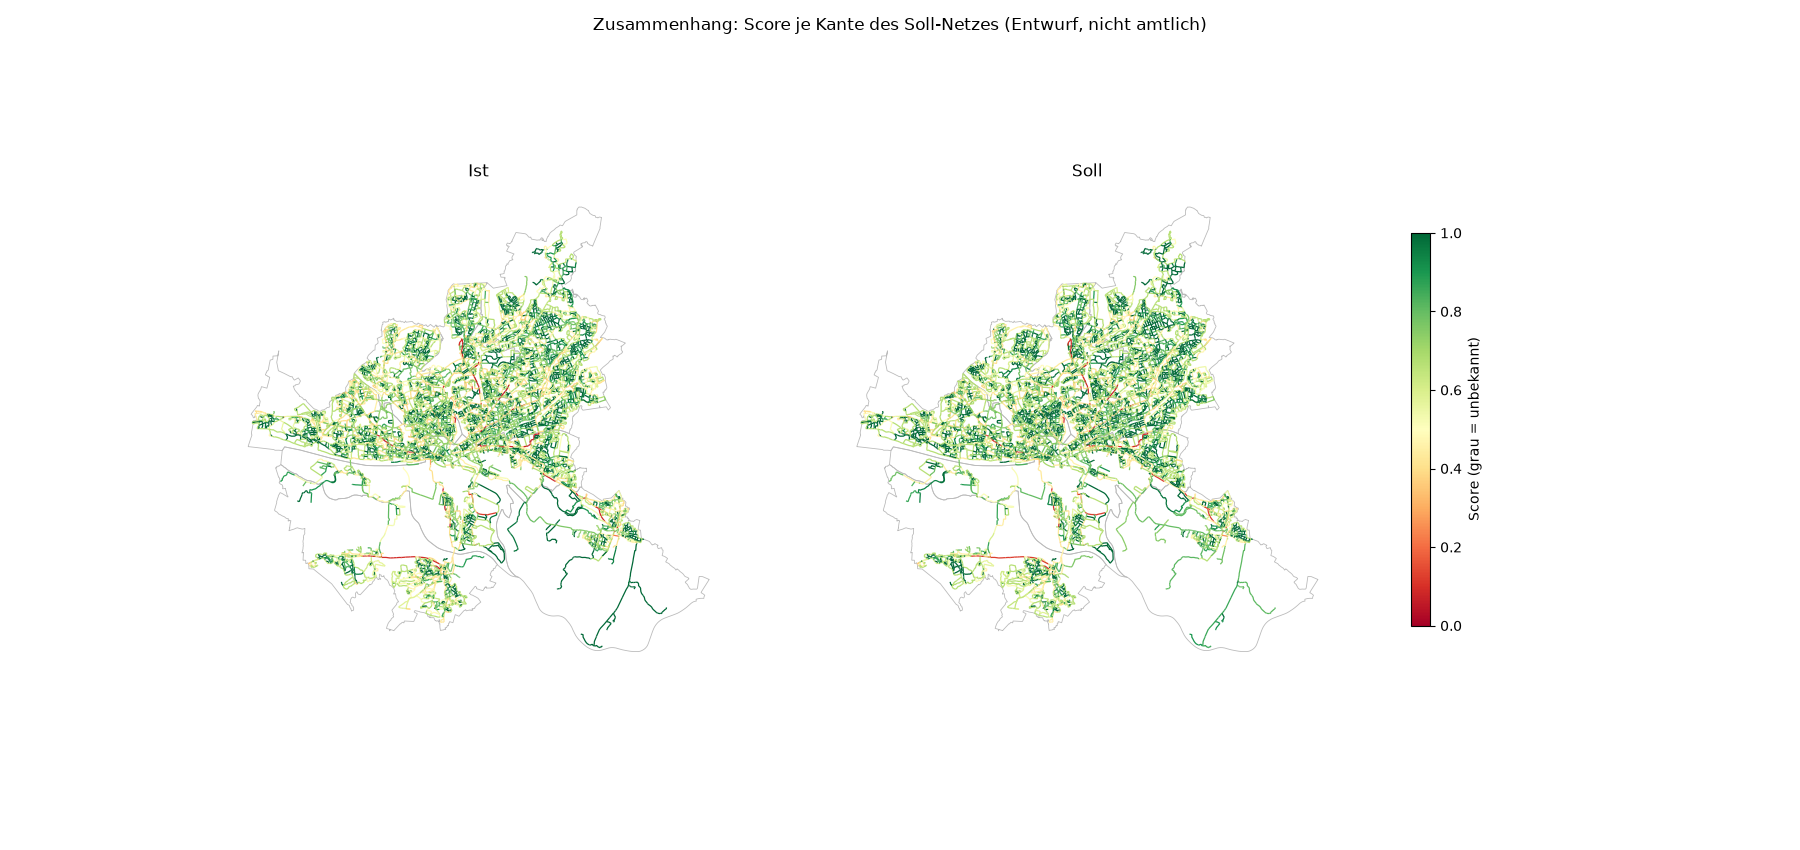 Zusammenhang: Score je Kante des Soll-Netzes (Entwurf, nicht amtlich)
Ist
Soll
1.0
0.8
0.6
0.4
0.2
0.0
Score (grau = unbekannt)